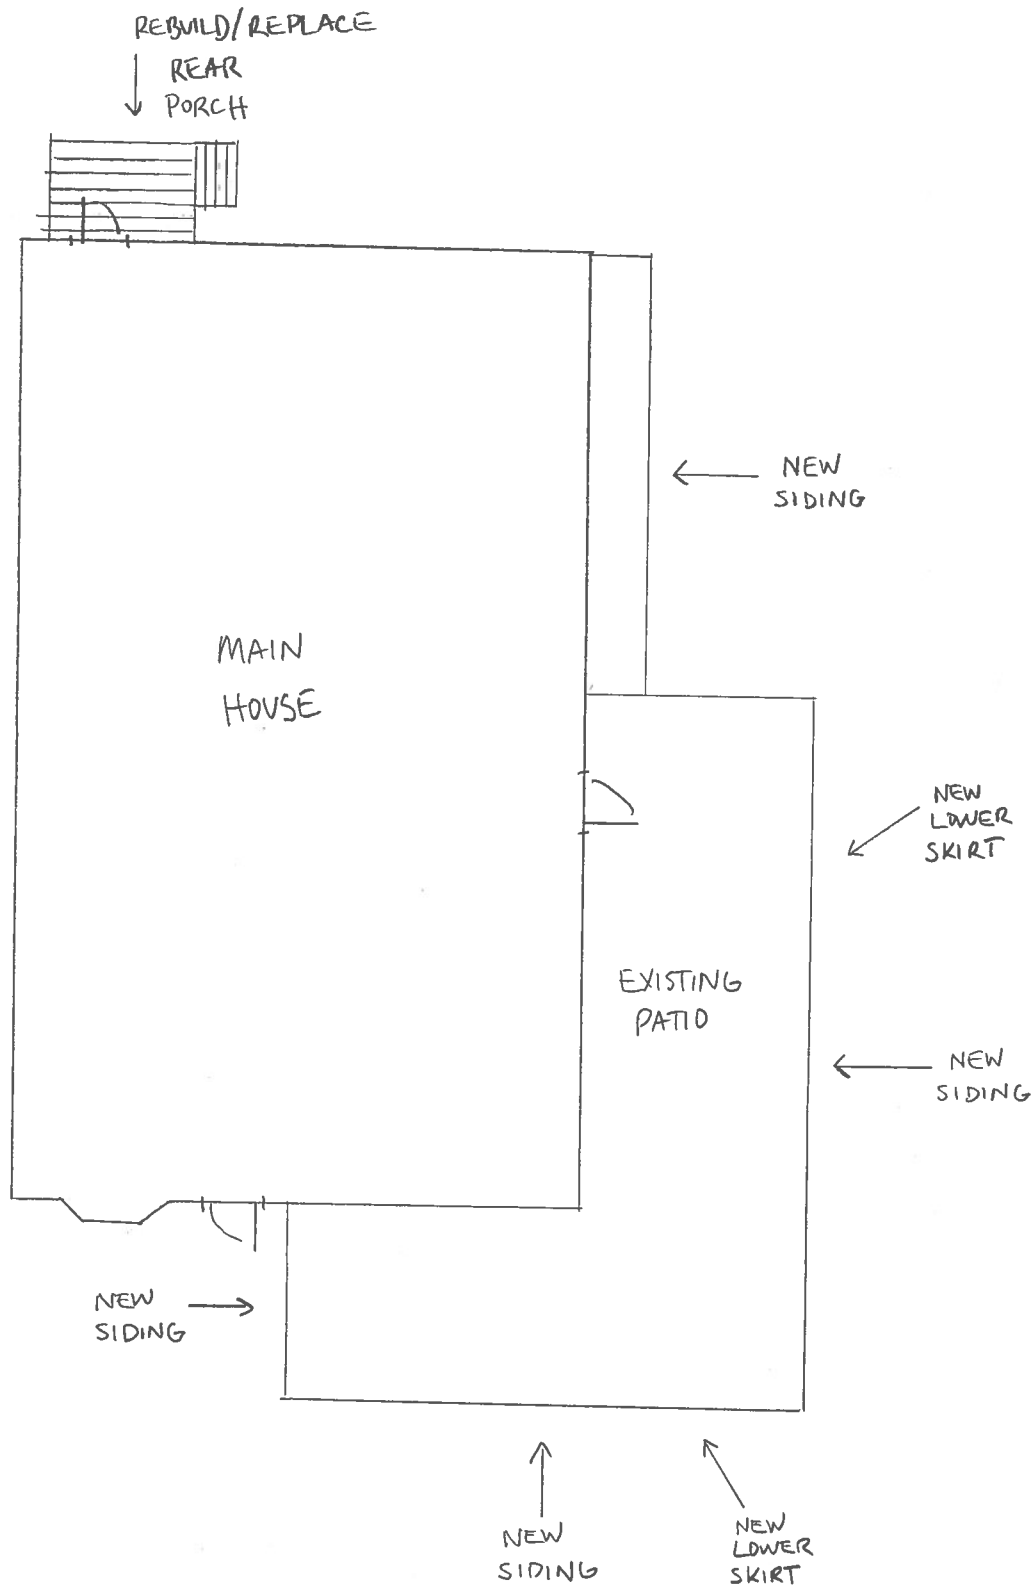 REBUILD/REPLACE
REAR
PORCH
NEW
SIDING
MAIN
HOUSE
NEW
LOWER
SKIRT
EXISTING
PATIO
NEW
SIDING
NEW
SIDING
NEW
SIDING
NEW
LOWER
SKIRT